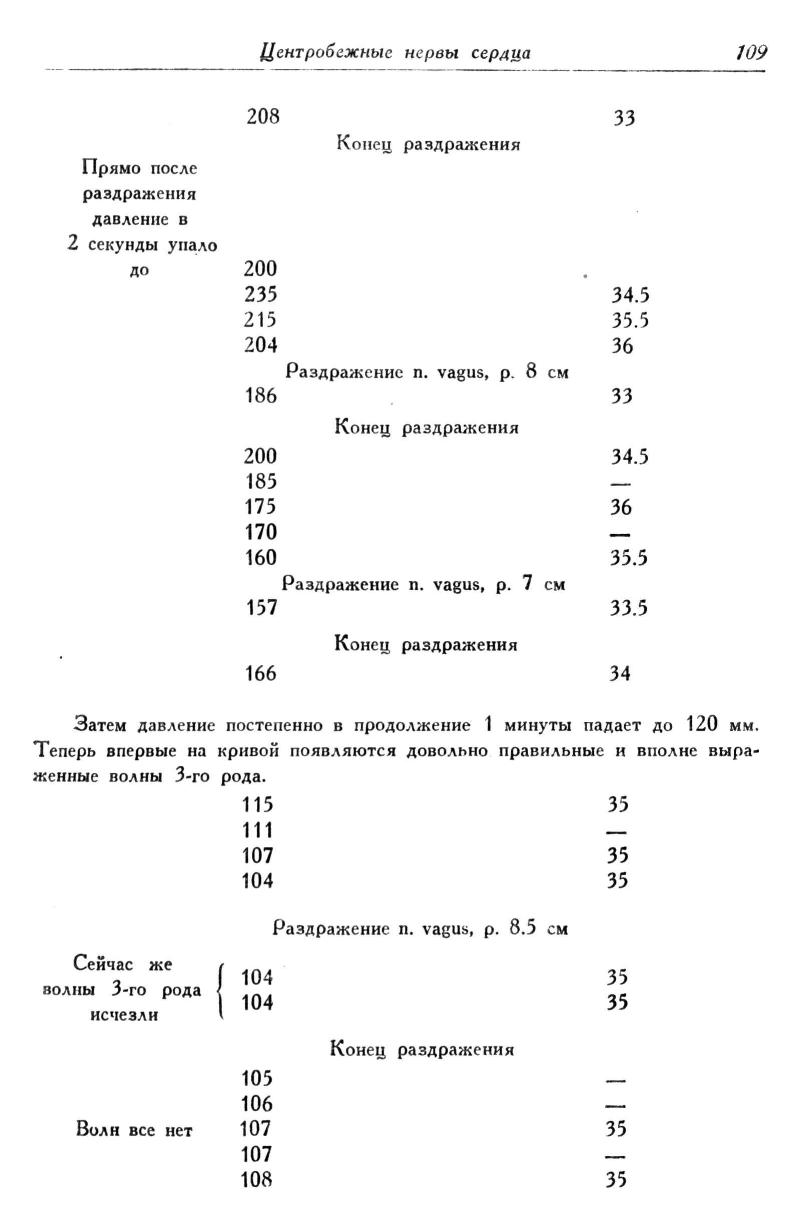 Центробежные нервы сердца 109
208 33
Конец раздражения
Прямо после
раздражения
давление в
2 секунды упало
до 200
235 34.5
215 35.5
204 36
Раздражение n. vagus, р. 8 см
186 33
Конец раздражения
200 34.5
185 —
175 36
170 —
160 35.5
Раздражение n. vagus, р. 7 см
157 33.5
Конец раздражения
166 34
Затем давление постепенно в продолжение 1 минуты падает до 120 мм.
Теперь впервые на кривой появляются довольно правильные и вполне выра-
женные волны 3-го рода.
115 35
111 —
107 35
104 35
Раздражение n. vagus, р. 8.5 см
Сейчас же
104 35
волны 3-го рода
104 35
исчезли
Конец раздражения
105 —
106 —
Волн все нет 107 35
107 —
108 35